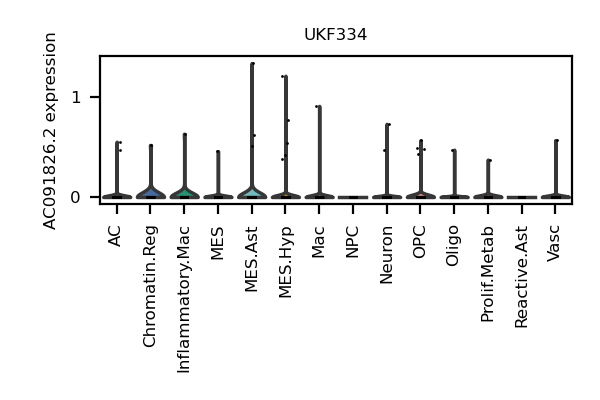 UKF334
AC091826.2 expression
1
0
AC
Chromatin.Reg
Inflammatory.Mac
MES
MES.Ast
MES.Hyp
Mac
NPC
Neuron
OPC
Oligo
Prolif.Metab
Reactive.Ast
Vasc